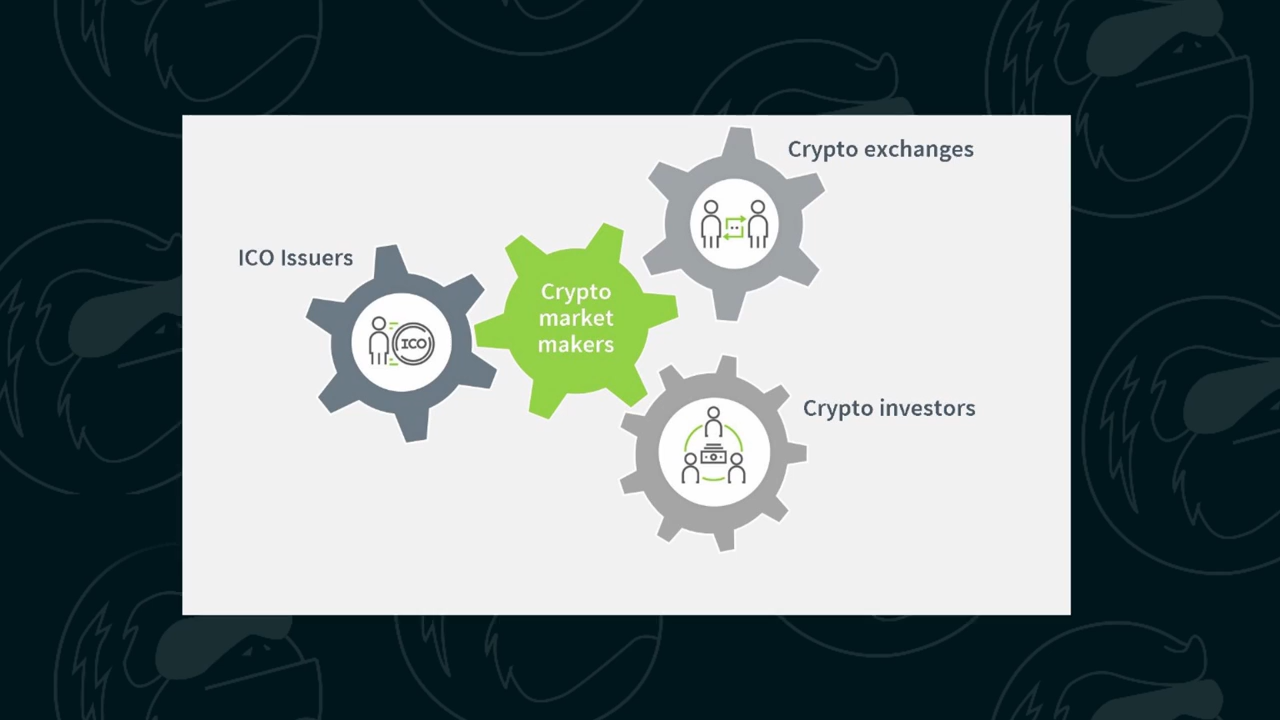 Crypto exchanges
ICO Issuers
Crypto
market
makers
ICO
Crypto investors